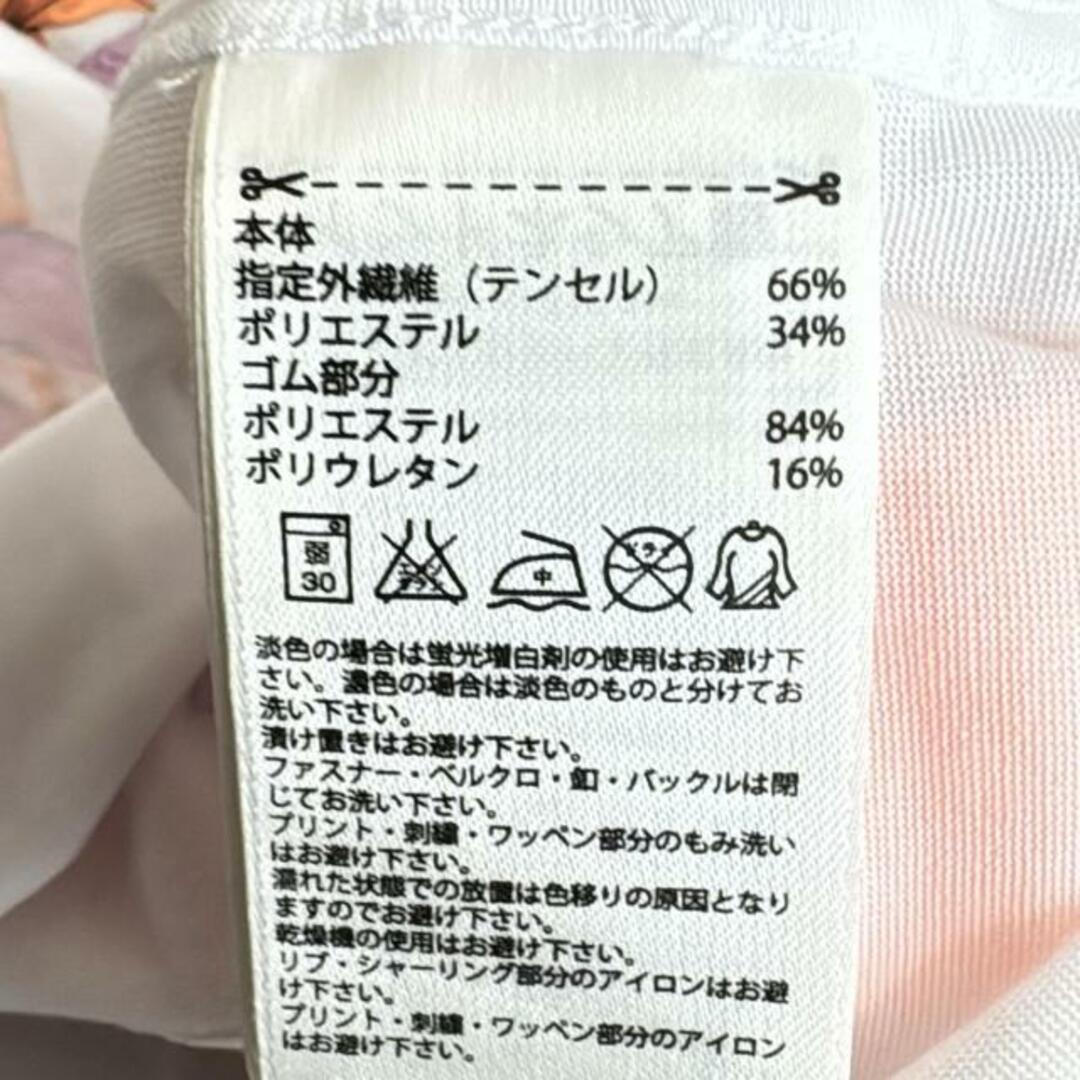 本体
指定外繊維（テンセル） 66%
ポリエステル 34%
ゴム部分
ポリエステル 84%
ポリウレタン 16%
弱
30
エンソ
サラシ
中
ドライ
淡色の場合は蛍光増白剤の使用はお避け下
さい。濃色の場合は淡色のものと分けてお
洗い下さい。
漬け置きはお避け下さい。
ファスナー・ベルクロ・釦・バックルは閉
じてお洗い下さい。
プリント・刺繍・ワッペン部分のもみ洗い
はお避け下さい。
濡れた状態での放置は色移りの原因となり
ますのでお避け下さい。
乾燥機の使用はお避け下さい。
リブ・シャーリング部分のアイロンはお避
け下さい。
プリント・刺繍・ワッペン部分のアイロン
はお避け下さい。